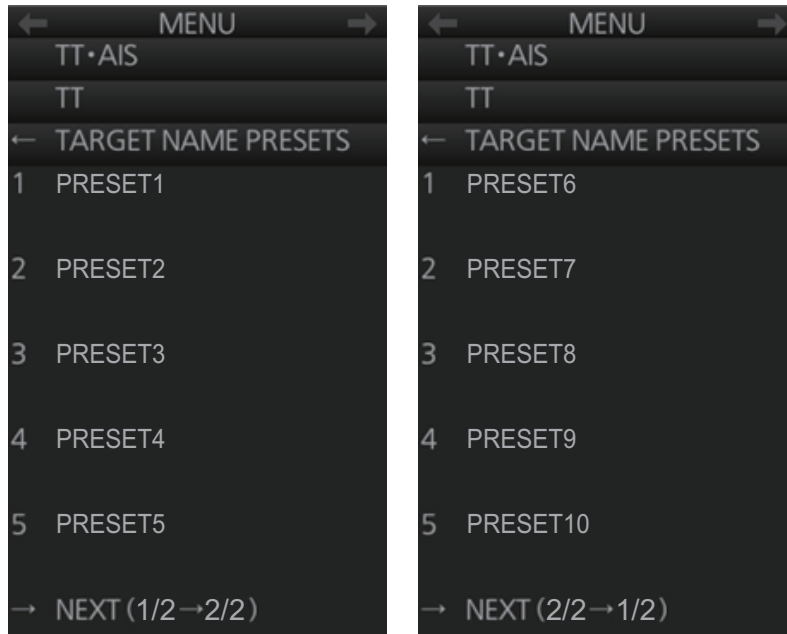 MENU
TT•AIS
TT
← TARGET NAME PRESETS
1 PRESET1
2 PRESET2
3 PRESET3
4 PRESET4
5 PRESET5
→ NEXT (1/2→2/2)
MENU
TT•AIS
TT
← TARGET NAME PRESETS
1 PRESET6
2 PRESET7
3 PRESET8
4 PRESET9
5 PRESET10
→ NEXT (2/2→1/2)